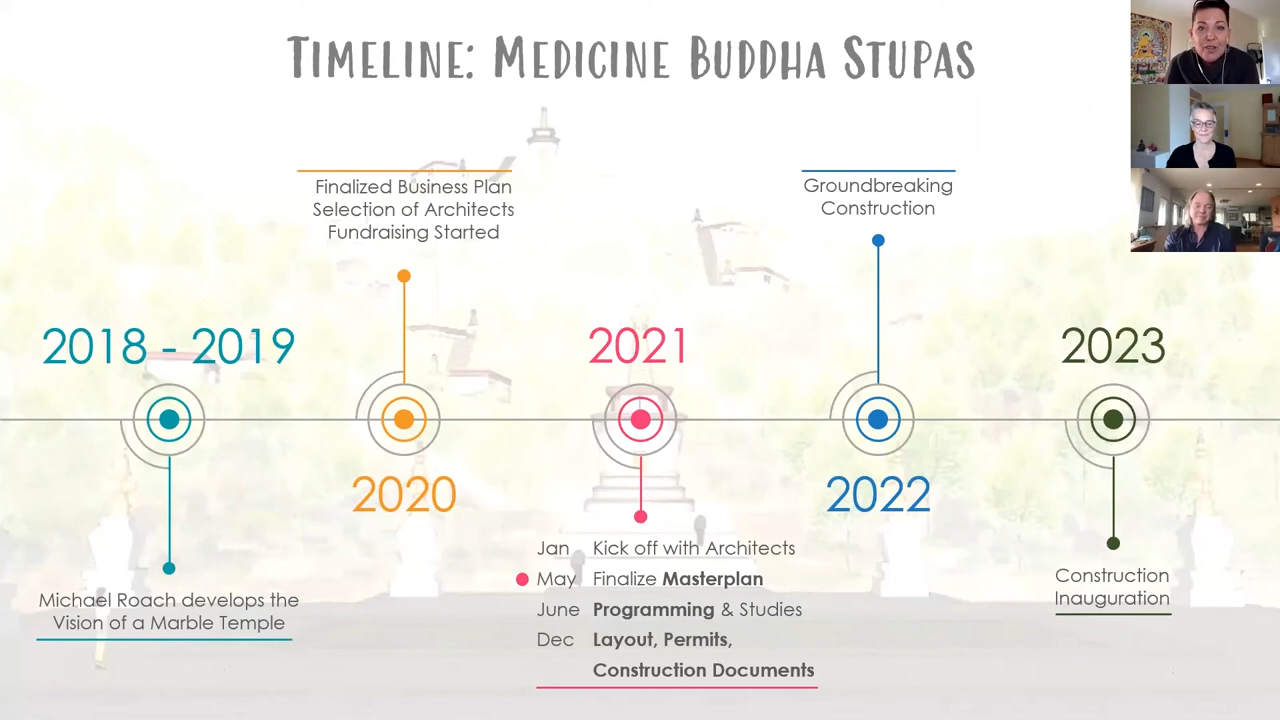 TIMELINE: MEDICINE BUDDHA STUPAS
2018 - 2019
Michael Roach develops the
Vision of a Marble Temple
Finalized Business Plan
Selection of Architects
Fundraising Started
2020
2021
Jan Kick off with Architects
May Finalize Masterplan
June Programming & Studies
Dec Layout, Permits,
Construction Documents
Groundbreaking
Construction
2022
2023
Construction
Inauguration